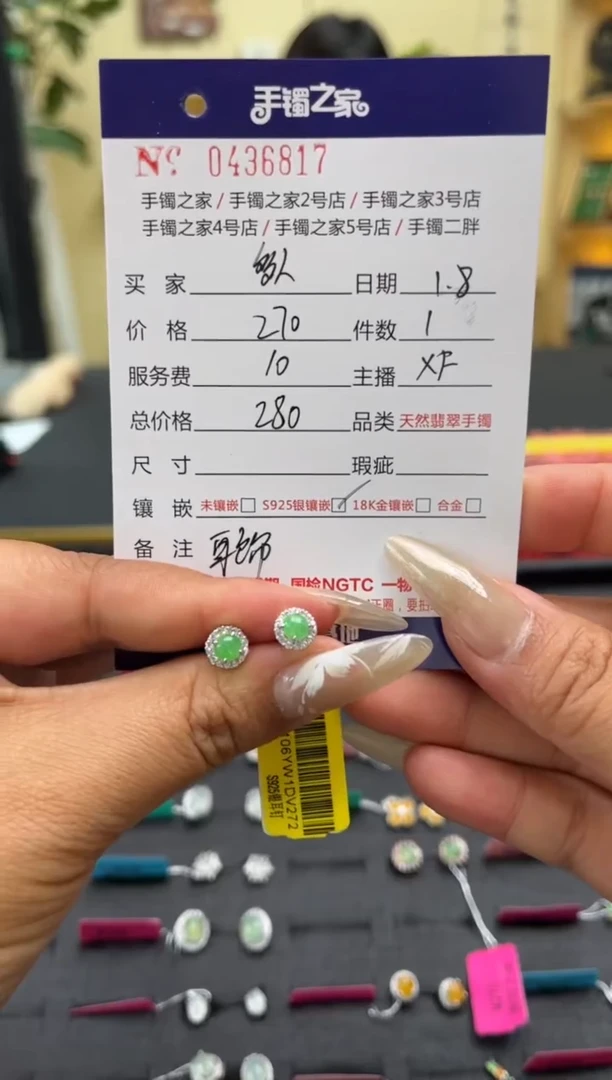 手镯之家
Nº 0436817
手镯之家 / 手镯之家2号店 / 手镯之家3号店
手镯之家4号店 / 手镯之家5号店 / 手镯二胖
买 家 日期 1.8
价 格 270 件数 1
服务费 10 主播 XF
总价格 280 品类 天然翡翠手镯
尺 寸 瑕疵
镶 嵌 未镶嵌 S925银镶嵌 18K金镶嵌 合金
备 注 耳饰
国检NGTC 一物
06YW1DV272